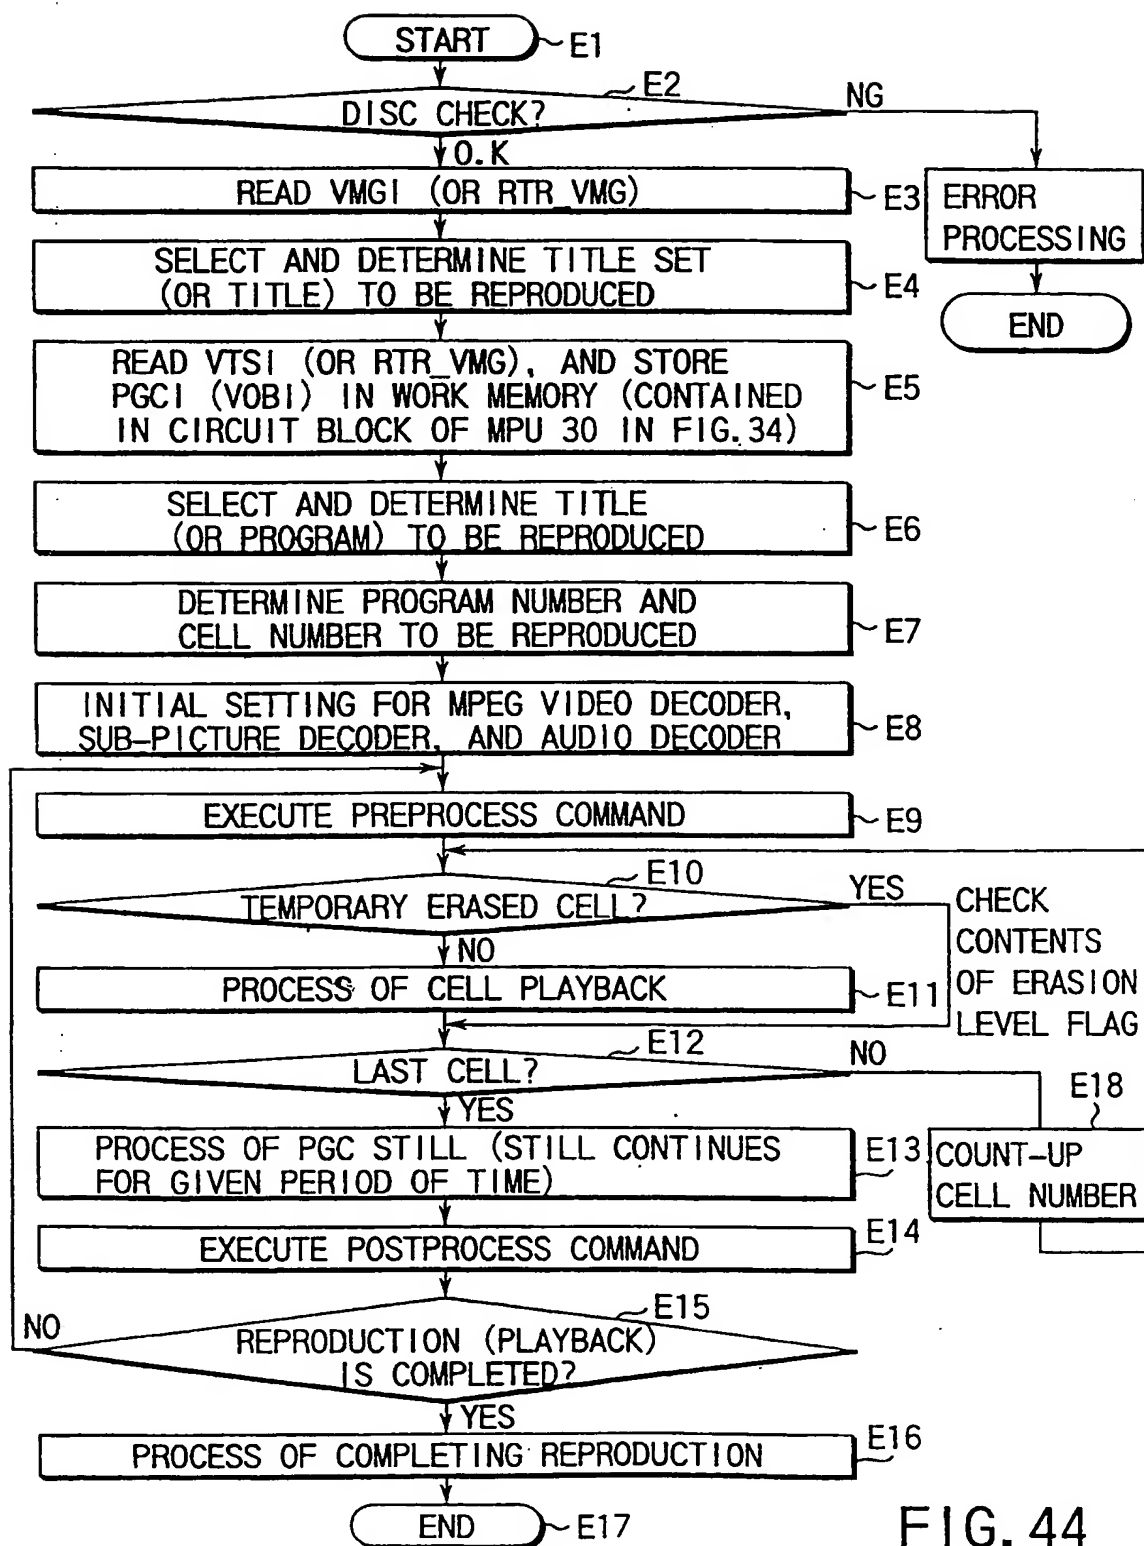 START
E1
E2
DISC CHECK?
NG
O.K
READ VMGI (OR RTR_VMG)
E3
ERROR
PROCESSING
END
SELECT AND DETERMINE TITLE SET
(OR TITLE) TO BE REPRODUCED
E4
READ VTSI (OR RTR_VMG), AND STORE
PGCI (VOBI) IN WORK MEMORY (CONTAINED
IN CIRCUIT BLOCK OF MPU 30 IN FIG.34)
E5
SELECT AND DETERMINE TITLE
(OR PROGRAM) TO BE REPRODUCED
E6
DETERMINE PROGRAM NUMBER AND
CELL NUMBER TO BE REPRODUCED
E7
INITIAL SETTING FOR MPEG VIDEO DECODER,
SUB-PICTURE DECODER, AND AUDIO DECODER
E8
EXECUTE PREPROCESS COMMAND
E9
E10
TEMPORARY ERASED CELL?
YES
CHECK
CONTENTS
OF ERASION
LEVEL FLAG
NO
PROCESS OF CELL PLAYBACK
E11
E12
LAST CELL?
NO
E18
COUNT-UP
CELL NUMBER
YES
PROCESS OF PGC STILL (STILL CONTINUES
FOR GIVEN PERIOD OF TIME)
E13
EXECUTE POSTPROCESS COMMAND
E14
E15
NO
REPRODUCTION (PLAYBACK)
IS COMPLETED?
YES
PROCESS OF COMPLETING REPRODUCTION
E16
END
E17
FIG. 44